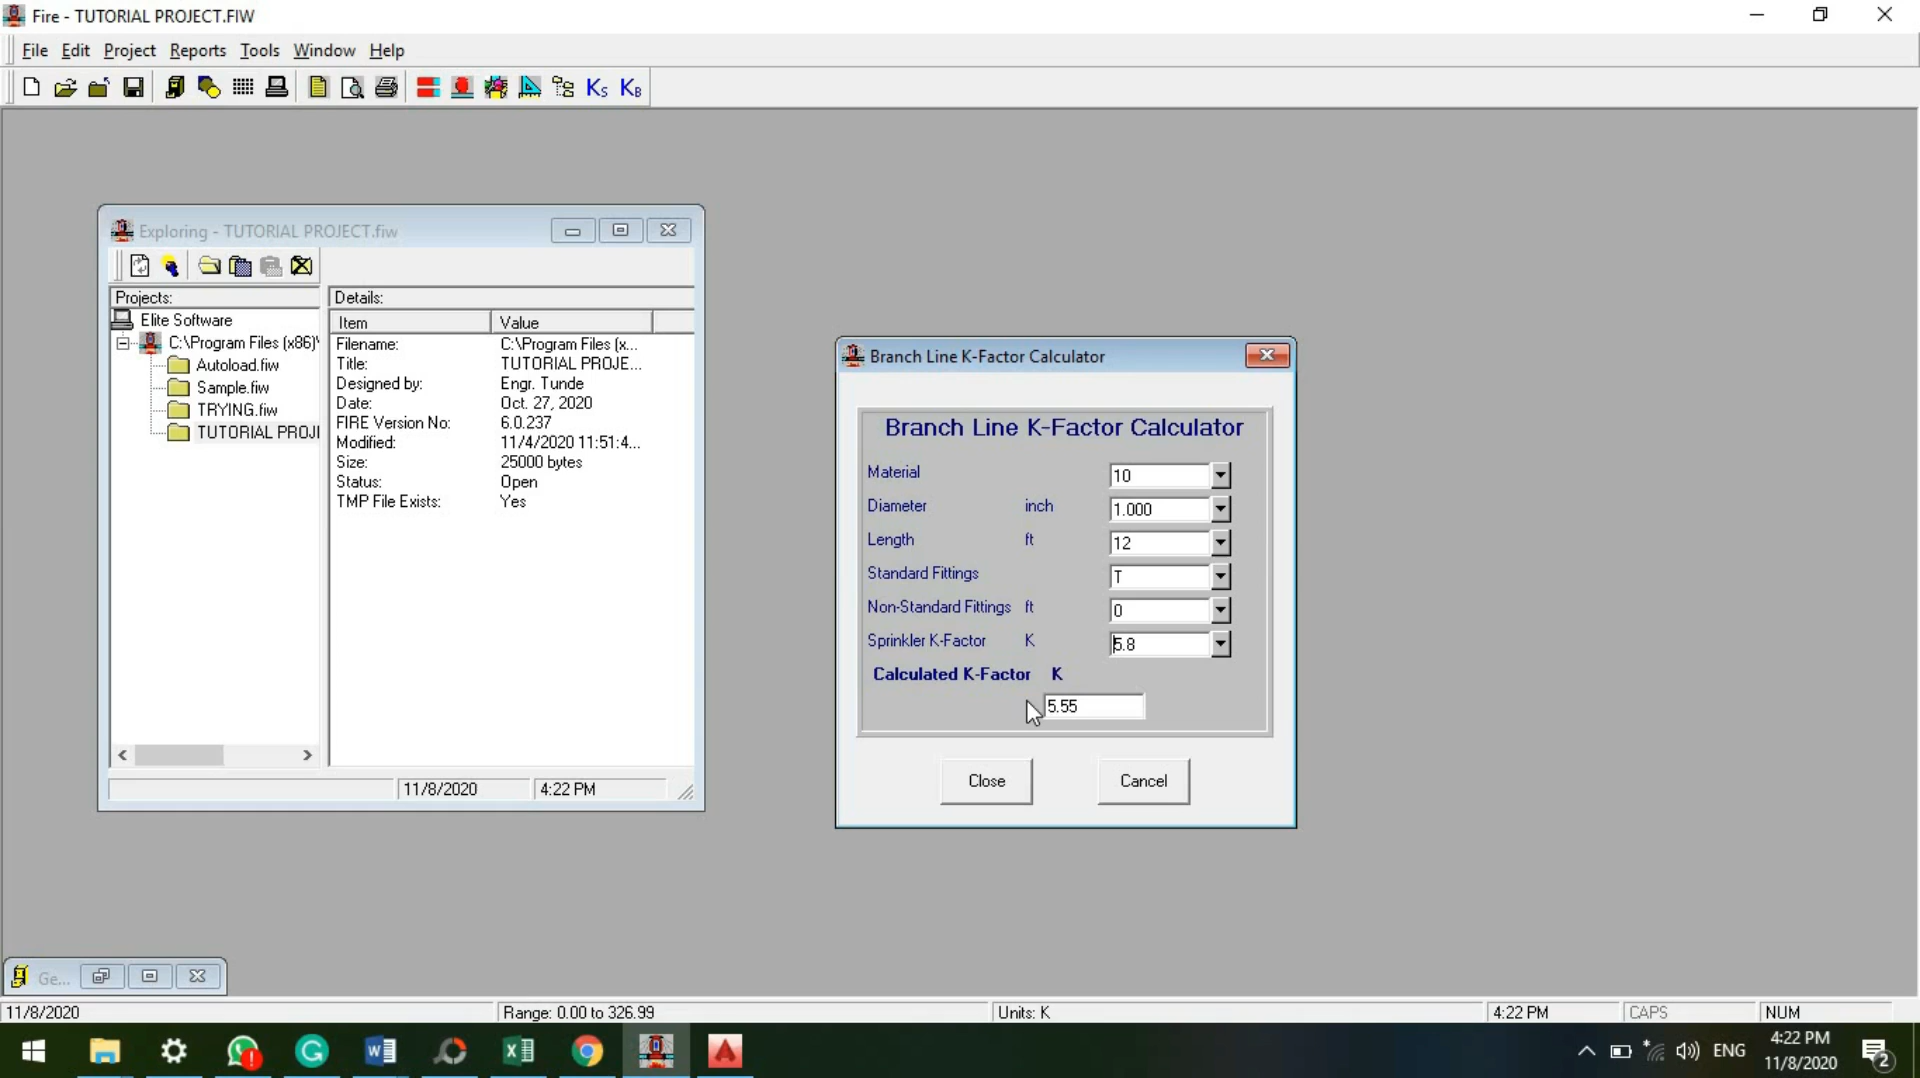 Fire - TUTORIAL PROJECT.FIW
File Edit Project Reports Tools Window Help
Ks KB
Exploring - TUTORIAL PROJECT.fiw
Projects:
Elite Software
C:\Program Files (x86)\
Autoload.fiw
Sample.fiw
TRYING.fiw
TUTORIAL PROJ
Details:
Item Value
Filename: C:\Program Files (x...
Title: TUTORIAL PROJE...
Designed by: Engr. Tunde
Date: Oct. 27, 2020
FIRE Version No: 6.0.237
Modified: 11/4/2020 11:51:4...
Size: 25000 bytes
Status: Open
TMP File Exists: Yes
11/8/2020 4:22 PM
Branch Line K-Factor Calculator
Branch Line K-Factor Calculator
Material 10
Diameter inch 1.000
Length ft 12
Standard Fittings T
Non-Standard Fittings ft 0
Sprinkler K-Factor K 5.8
Calculated K-Factor K
5.55
Close Cancel
Ge...
11/8/2020 Range: 0.00 to 326.99 Units: K 4:22 PM CAPS NUM
ENG
4:22 PM
11/8/2020
2